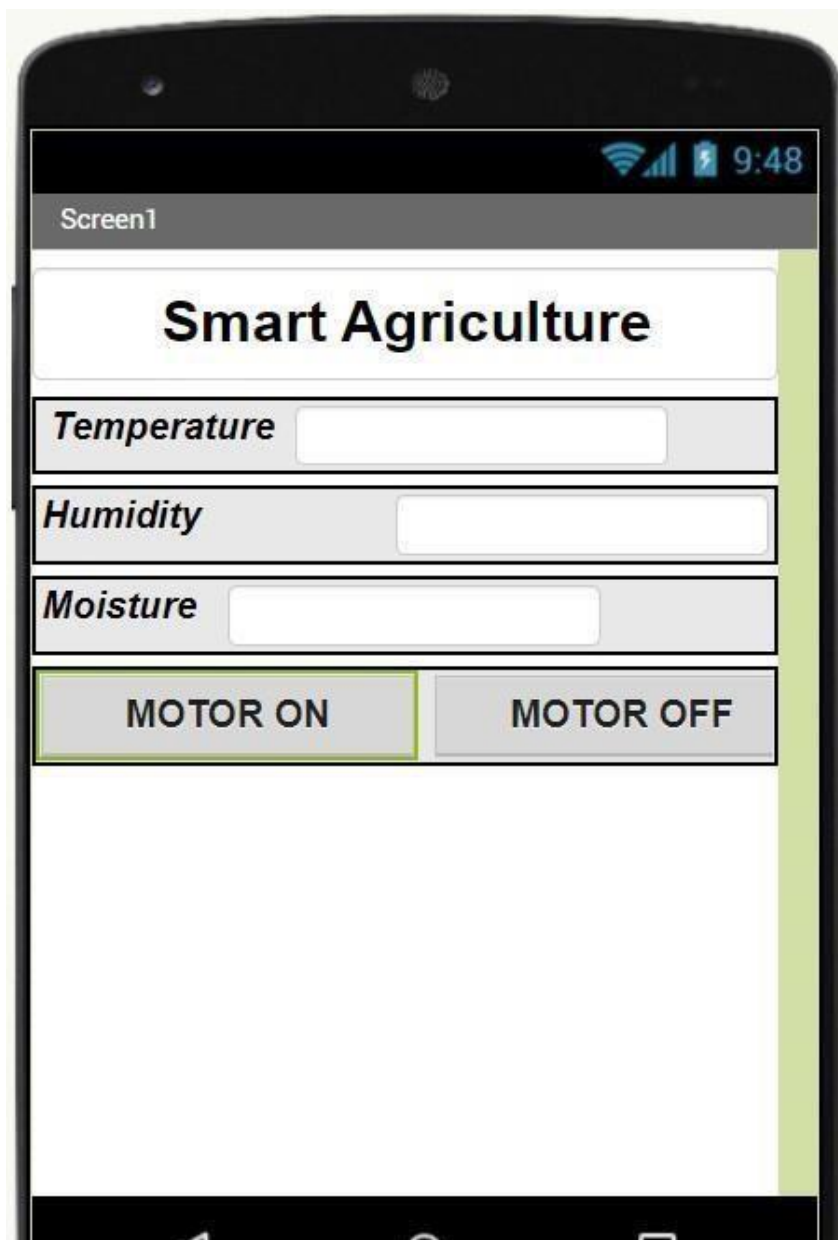 9:48
Screen1
Smart Agriculture
Temperature
Humidity
Moisture
MOTOR ON MOTOR OFF